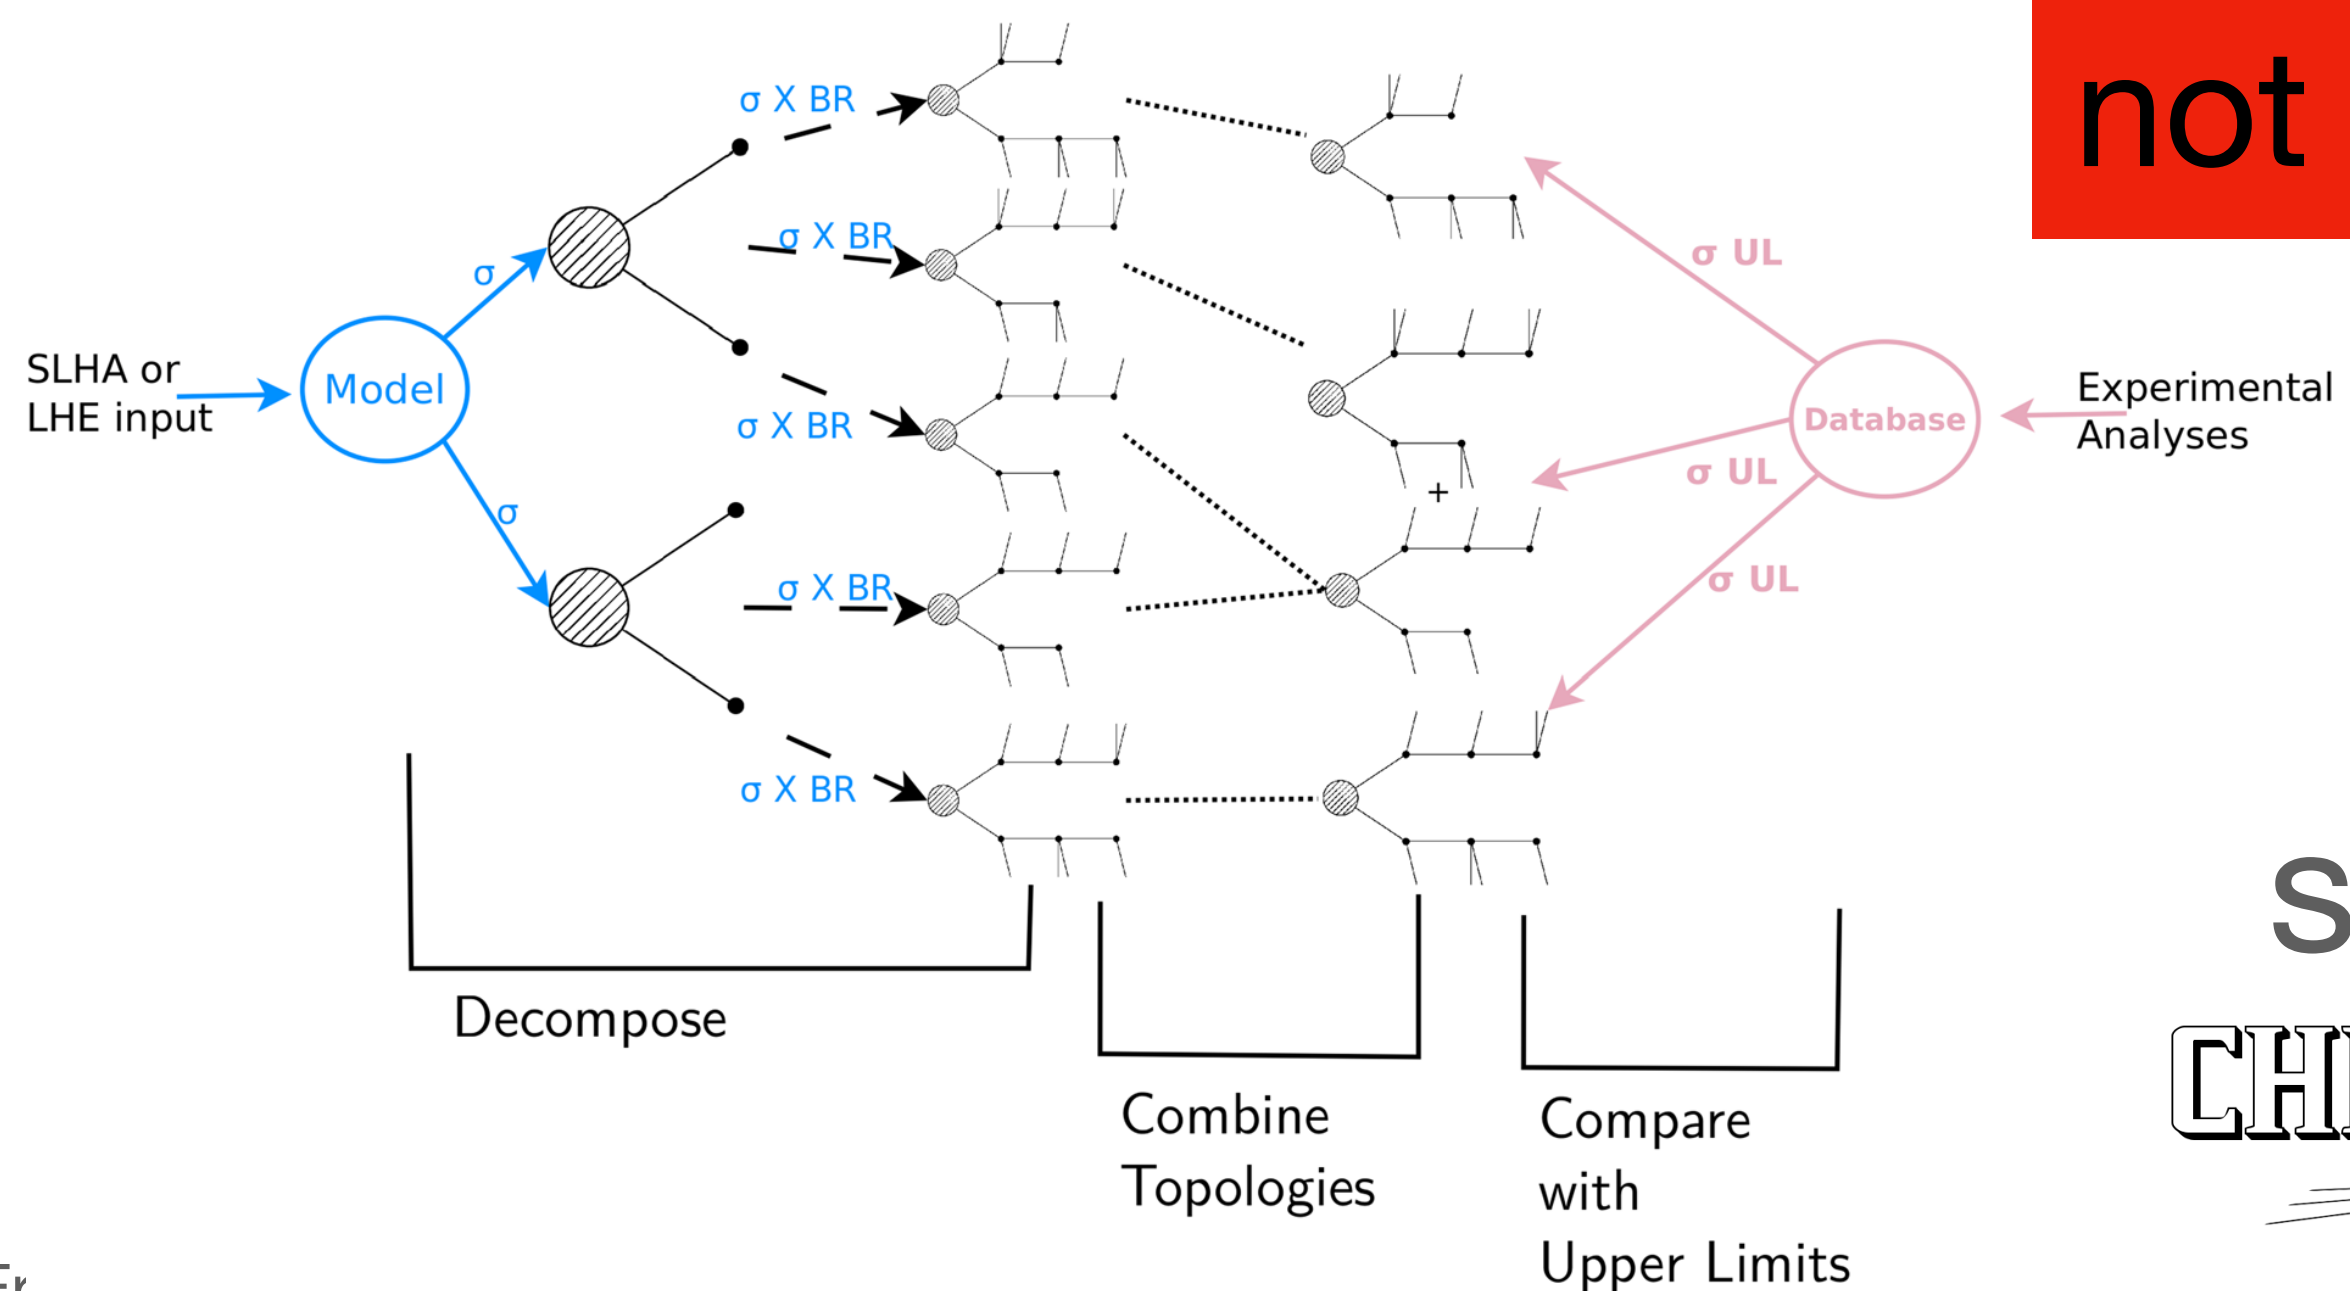 not
σ X BR
σ X BR
σ
σ UL
SLHA or
LHE input
Model
Experimental
Analyses
Database
σ X BR
+
σ UL
σ
σ X BR
σ UL
σ X BR
Decompose
Combine
Topologies
Compare
with
Upper Limits